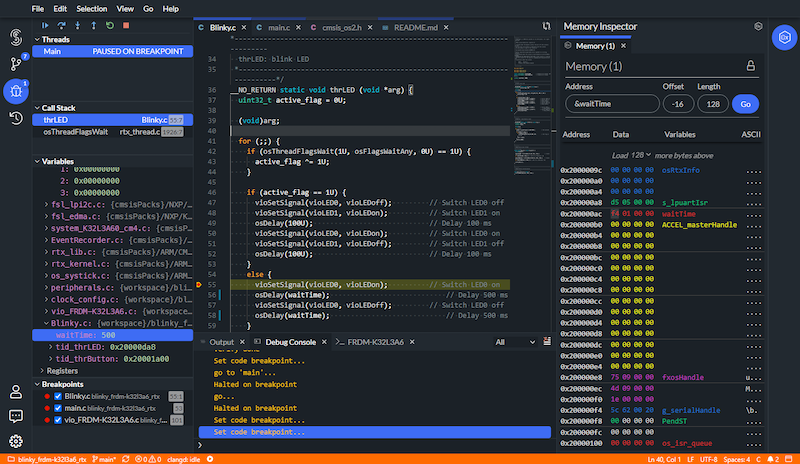 File Edit Selection View Go Help
Threads
Main PAUSED ON BREAKPOINT
Call Stack
thrLED Blinky.c 55:7
osThreadFlagsWait rtx_thread.c 1926:7
Variables
1: 0x00000000
2: 0x00000000
3: 0x00000000
fsl_lpi2c.c: {cmsisPacks}/NXP/
fsl_edma.c: {cmsisPacks}/NXP/K
system_K32L3A60_cm4.c: {cmsisP
EventRecorder.c: {cmsisPacks}/
rtx_lib.c: {cmsisPacks}/ARM/CM
rtx_kernel.c: {cmsisPacks}/ARM
os_systick.c: {cmsisPacks}/ARM
peripherals.c: {workspace}/bli
clock_config.c: {workspace}/bl
vio_FRDM-K32L3A6.c: {workspace
Blinky.c: {workspace}/blinky_f
waitTime: 500
tid_thrLED: 0x20000da8
tid_thrButton: 0x20001a00
Registers
Breakpoints
Blinky.c blinky_frdm-k32l3a6_rtx 55:1
main.c blinky_frdm-k32l3a6_rtx 53
vio_FRDM-K32L3A6.c blinky_f... 101
7
1
Blinky.c × main.c × cmsis_os2.h × README.md ×
*---------------------------------------------
---------
34 thrLED: blink LED
35 *---------------------------------------------
----------*/
36 __NO_RETURN static void thrLED (void *arg) {
37 uint32_t active_flag = 0U;
38
39 (void)arg;
40
41 for (;;) {
42 if (osThreadFlagsWait(1U, osFlagsWaitAny, 0U) == 1U) {
43 active_flag ^= 1U;
44 }
45
46 if (active_flag == 1U) {
47 vioSetSignal(vioLED0, vioLEDoff); // Switch LED0 off
48 vioSetSignal(vioLED1, vioLEDon); // Switch LED1 on
49 osDelay(100U); // Delay 100 ms
50 vioSetSignal(vioLED0, vioLEDon); // Switch LED0 on
51 vioSetSignal(vioLED1, vioLEDoff); // Switch LED1 off
52 osDelay(100U); // Delay 100 ms
53 }
54 else {
55 vioSetSignal(vioLED0, vioLEDon); // Switch LED0 on
56 osDelay(waitTime); // Delay 500 ms
57 vioSetSignal(vioLED0, vioLEDoff); // Switch LED0 off
58 osDelay(waitTime); // Delay 500 ms
59 }
Output × Debug Console × FRDM-K32L3A6 × All
Set code breakpoint...
go to 'main'...
Halted on breakpoint
go...
Halted on breakpoint
Set code breakpoint...
Set code breakpoint...
Memory Inspector
Memory (1) ×
Memory (1)
Address Offset Length
&waitTime -16 128 Go
Address Data Variables ASCII
Load 128 more bytes above
0x2000009c 00 00 00 00 osRtxInfo ....
0x200000a0 00 00 00 00 ....
0x200000a8 d5 05 00 00 s_lpuartIsr ....
0x200000ac f4 01 00 00 waitTime ....
0x200000b0 00 00 00 00 ACCEL_masterHandle ....
0x200000b4 00 00 00 00 ....
0x200000b8 00 00 00 00 ....
0x200000c0 00 00 00 00 ....
0x200000c4 00 00 00 00 ....
0x200000c8 00 00 00 00 ....
0x200000cc 00 00 00 00 ....
0x200000d0 00 00 00 00 ....
0x200000d4 00 00 00 00 ....
0x200000d8 00 00 00 00 ....
0x200000e0 00 00 00 00 ....
0x200000e4 00 00 00 00 ....
0x200000e8 75 09 00 00 fxosHandle u...
0x200000ec 4d 09 00 00 M...
0x200000f0 1e 00 00 00 ....
0x200000f4 5c 62 00 20 g_serialHandle \b.
0x200000f8 00 00 00 00 PendST ....
0x200000fc 00 00 00 00 ....
0x20000100 00 00 00 00 os_isr_queue ....
blinky_frdm-k32l3a6_rtx main* 0 0 clangd: idle Ln 40, Col 1 LF UTF-8 Spaces: 4 C 2